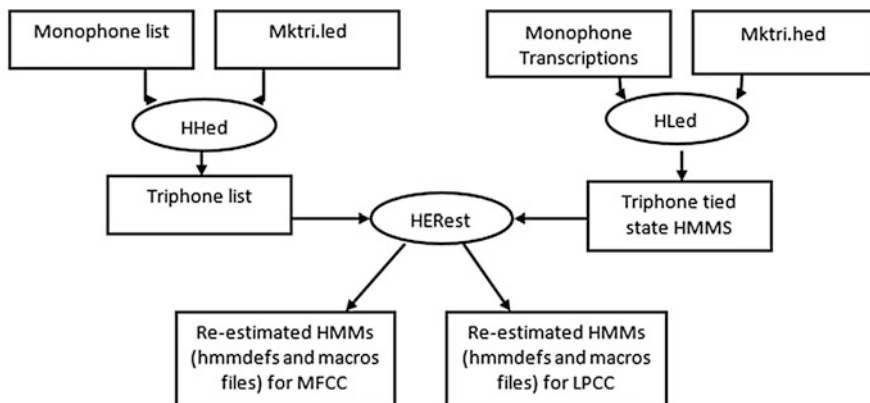 Monophone list
Mktri.led
Monophone
Transcriptions
Mktri.hed
HHed
HLed
Triphone list
HERest
Triphone tied
state HMMS
Re-estimated HMMs
(hmmdefs and macros
files) for MFCC
Re-estimated HMMs
(hmmdefs and macros
files) for LPCC